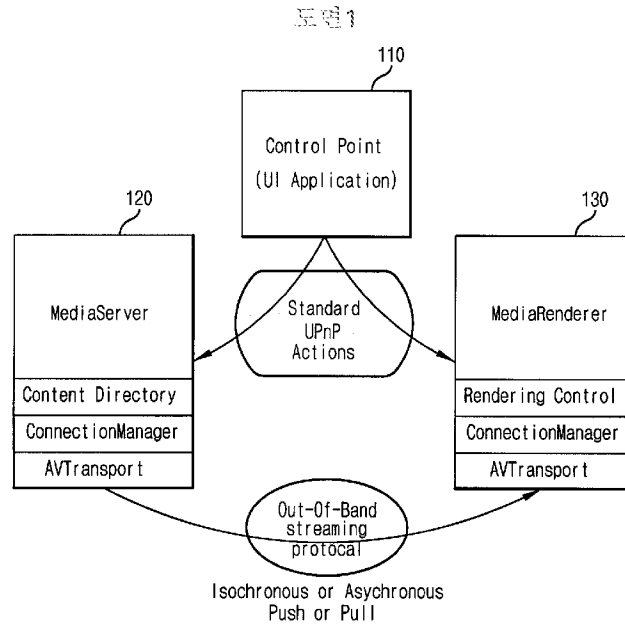 도면1
110
Control Point
(UI Application)
120
130
MediaServer
Standard
UPnP
Actions
MediaRenderer
Content Directory
ConnectionManager
AVTransport
Rendering Control
ConnectionManager
AVTransport
Out-Of-Band
streaming
protocal
Isochronous or Asychronous
Push or Pull